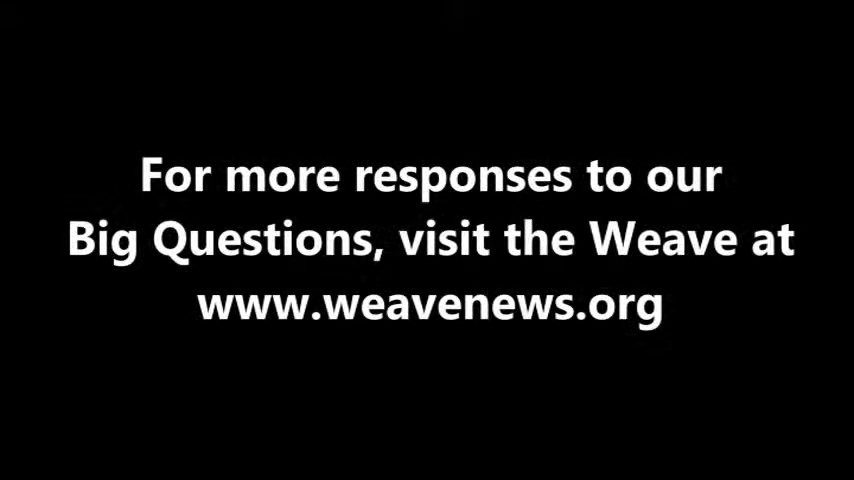 For more responses to our
Big Questions, visit the Weave at
www.weavenews.org